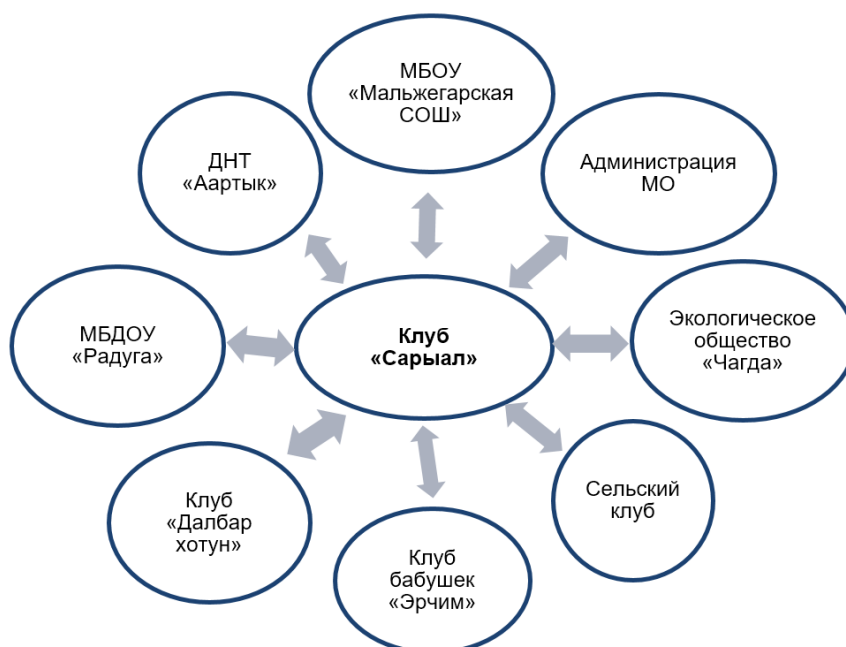 МБОУ
«Мальжегарская
СОШ»
ДНТ
«Аартык»
Администрация
МО
МБДОУ
«Радуга»
Клуб
«Сарыал»
Экологическое
общество
«Чагда»
Клуб
«Далбар
хотун»
Клуб
бабушек
«Эрчим»
Сельский
клуб